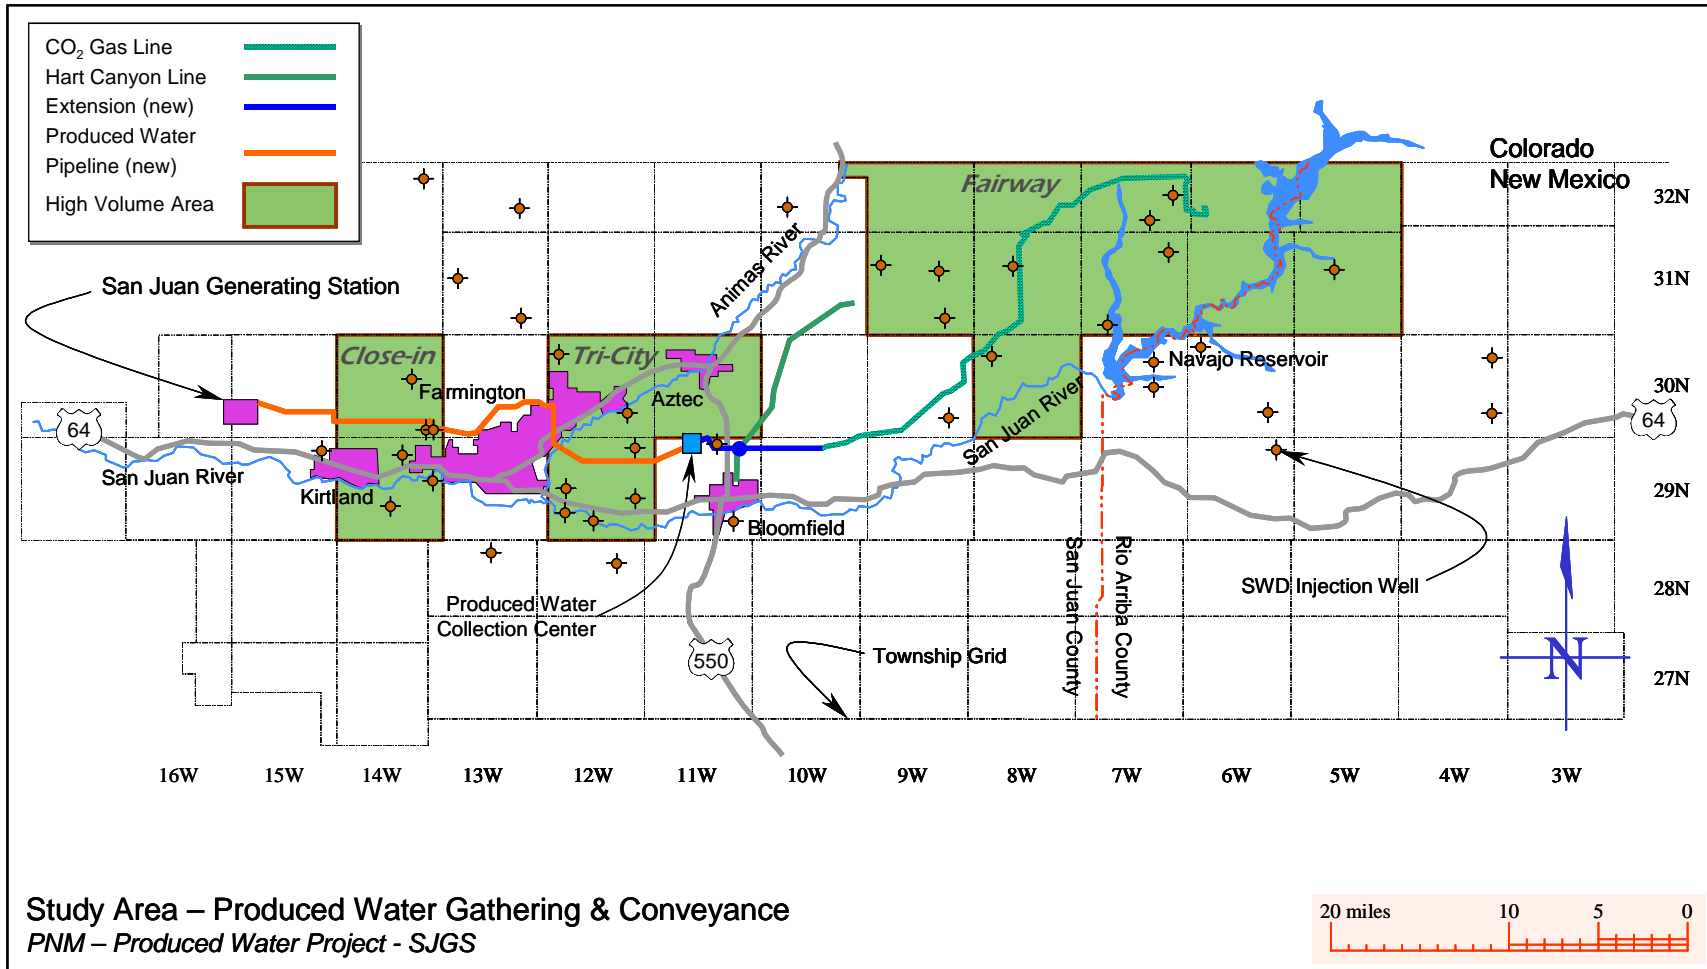 CO2 Gas Line
Hart Canyon Line
Extension (new)
Produced Water
Pipeline (new)
High Volume Area
Colorado
New Mexico
Fairway
32N
Animas River
31N
San Juan Generating Station
Close-in
Tri-City
Navajo Reservoir
Farmington
Aztec
30N
64
64
San Juan River
San Juan River
Kirtland
29N
Bloomfield
San Juan County
Rio Arriba County
SWD Injection Well
28N
Produced Water
Collection Center
550
Township Grid
N
27N
16W 15W 14W 13W 12W 11W 10W 9W 8W 7W 6W 5W 4W 3W
Study Area – Produced Water Gathering & Conveyance
PNM – Produced Water Project - SJGS
20 miles 10 5 0